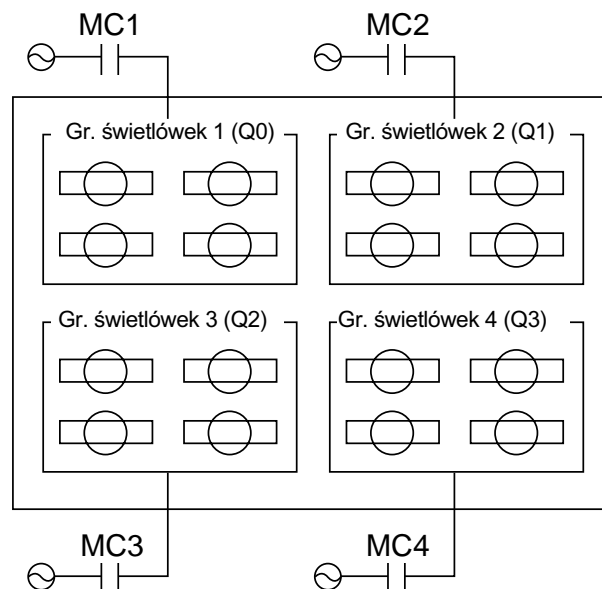 MC1
MC2
Gr. świetlówek 1 (Q0)
Gr. świetlówek 2 (Q1)
Gr. świetlówek 3 (Q2)
Gr. świetlówek 4 (Q3)
MC3
MC4